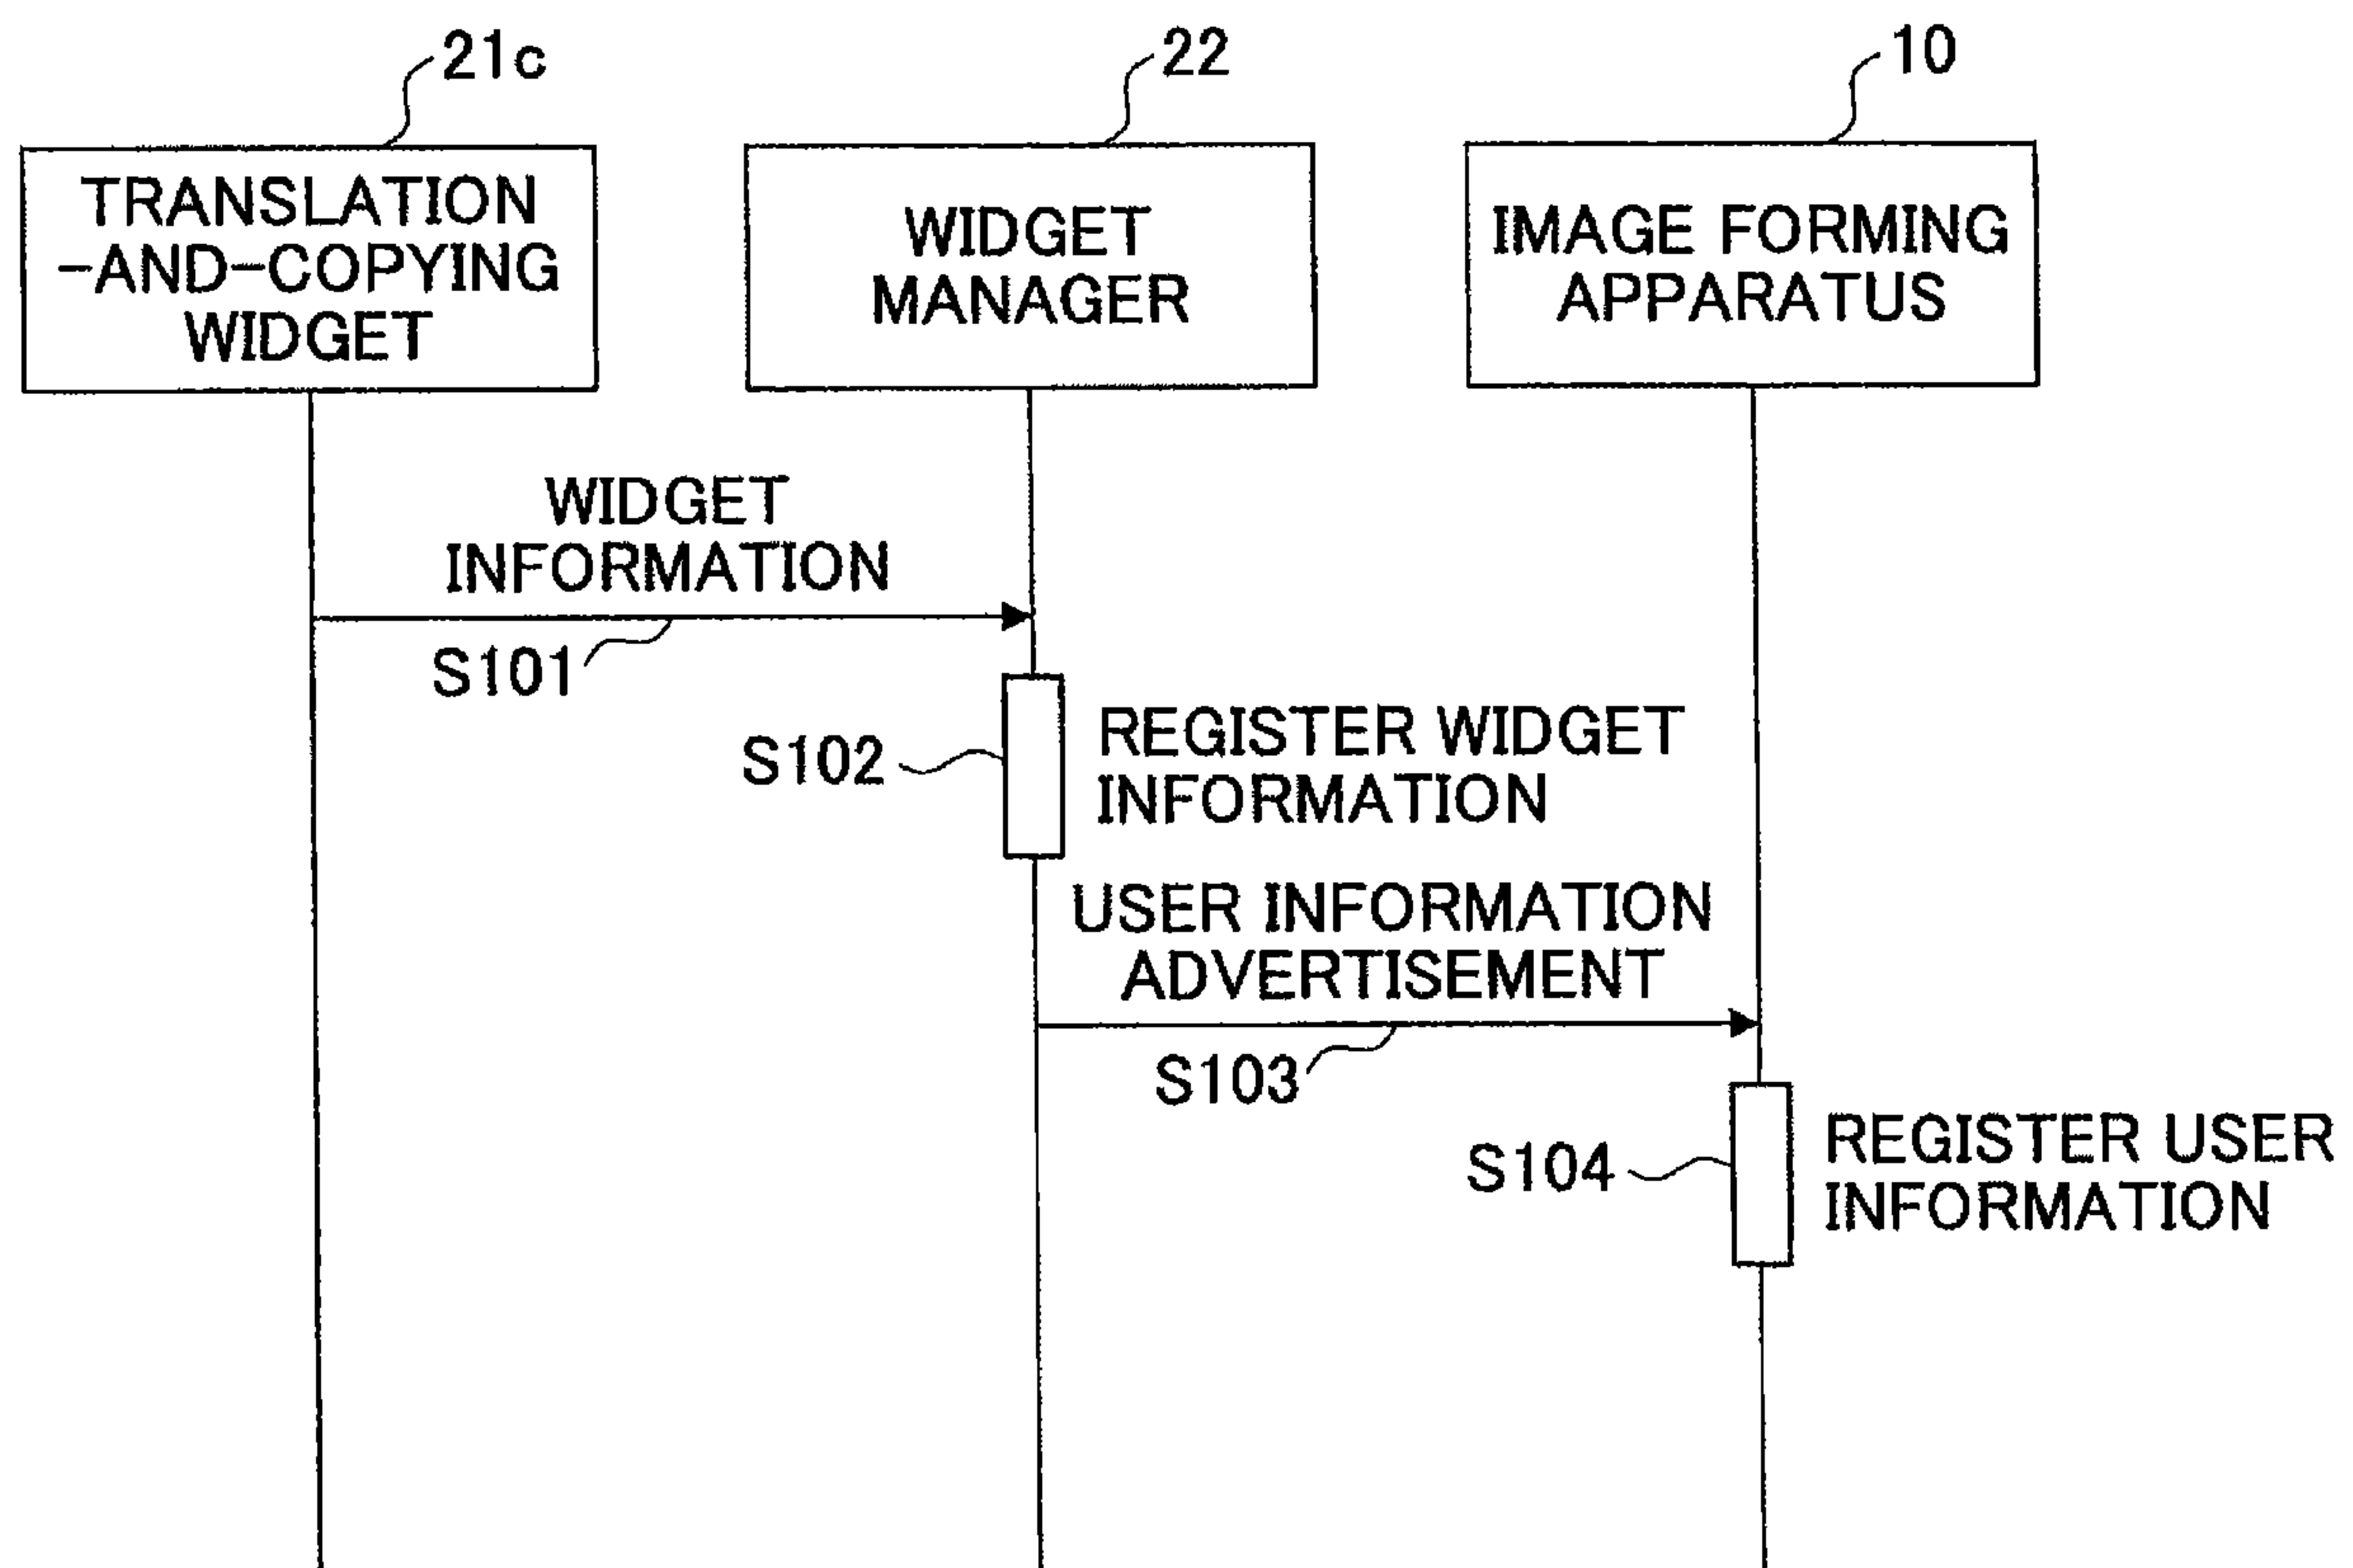 21c
22
10
TRANSLATION
-AND-COPYING
WIDGET
WIDGET
MANAGER
IMAGE FORMING
APPARATUS
WIDGET
INFORMATION
S101
S102
REGISTER WIDGET
INFORMATION
USER INFORMATION
ADVERTISEMENT
S103
S104
REGISTER USER
INFORMATION